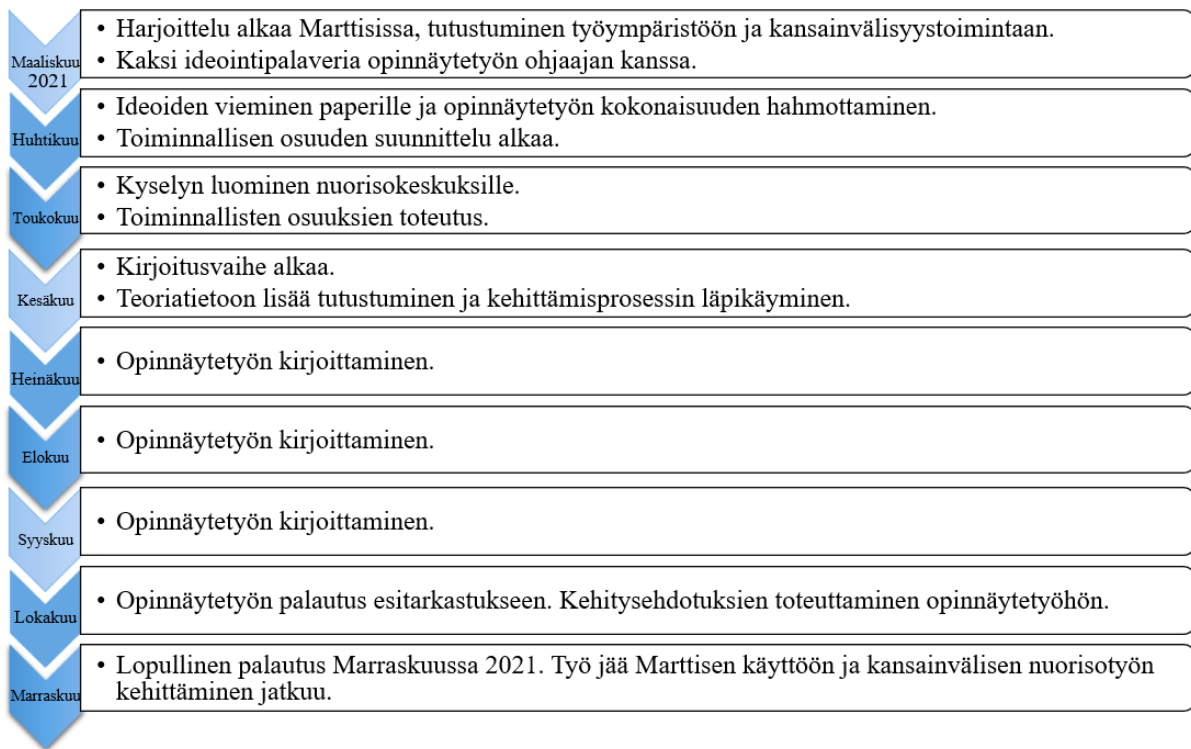 Maaliskuu
2021
• Harjoittelu alkaa Marttisissa, tutustuminen työympäristöön ja kansainvälisyystoimintaan.
• Kaksi ideointipalaveria opinnäytetyön ohjaajan kanssa.
Huhtikuu
• Ideoiden vieminen paperille ja opinnäytetyön kokonaisuuden hahmottaminen.
• Toiminnallisen osuuden suunnittelu alkaa.
Toukokuu
• Kyselyn luominen nuorisokeskuksille.
• Toiminnallisten osuuksien toteutus.
Kesäkuu
• Kirjoitusvaihe alkaa.
• Teoriatietoon lisää tutustuminen ja kehittämisprosessin läpikäyminen.
Heinäkuu
• Opinnäytetyön kirjoittaminen.
Elokuu
• Opinnäytetyön kirjoittaminen.
Syyskuu
• Opinnäytetyön kirjoittaminen.
Lokakuu
• Opinnäytetyön palautus esitarkastukseen. Kehitysehdotuksien toteuttaminen opinnäytetyöhön.
Marraskuu
• Lopullinen palautus Marraskuussa 2021. Työ jää Marttisen käyttöön ja kansainvälisen nuorisotyön
kehittäminen jatkuu.